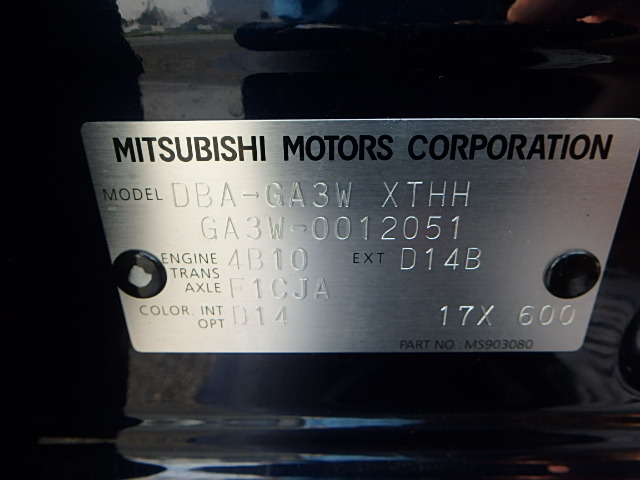 MITSUBISHI MOTORS CORPORATION
MODEL DBA-GA3W XTHH
GA3W-0012051
ENGINE 4B10 EXT D14B
TRANS AXLE F1CJA
COLOR. INT OPT D14 17X 600
PART NO : MS903080